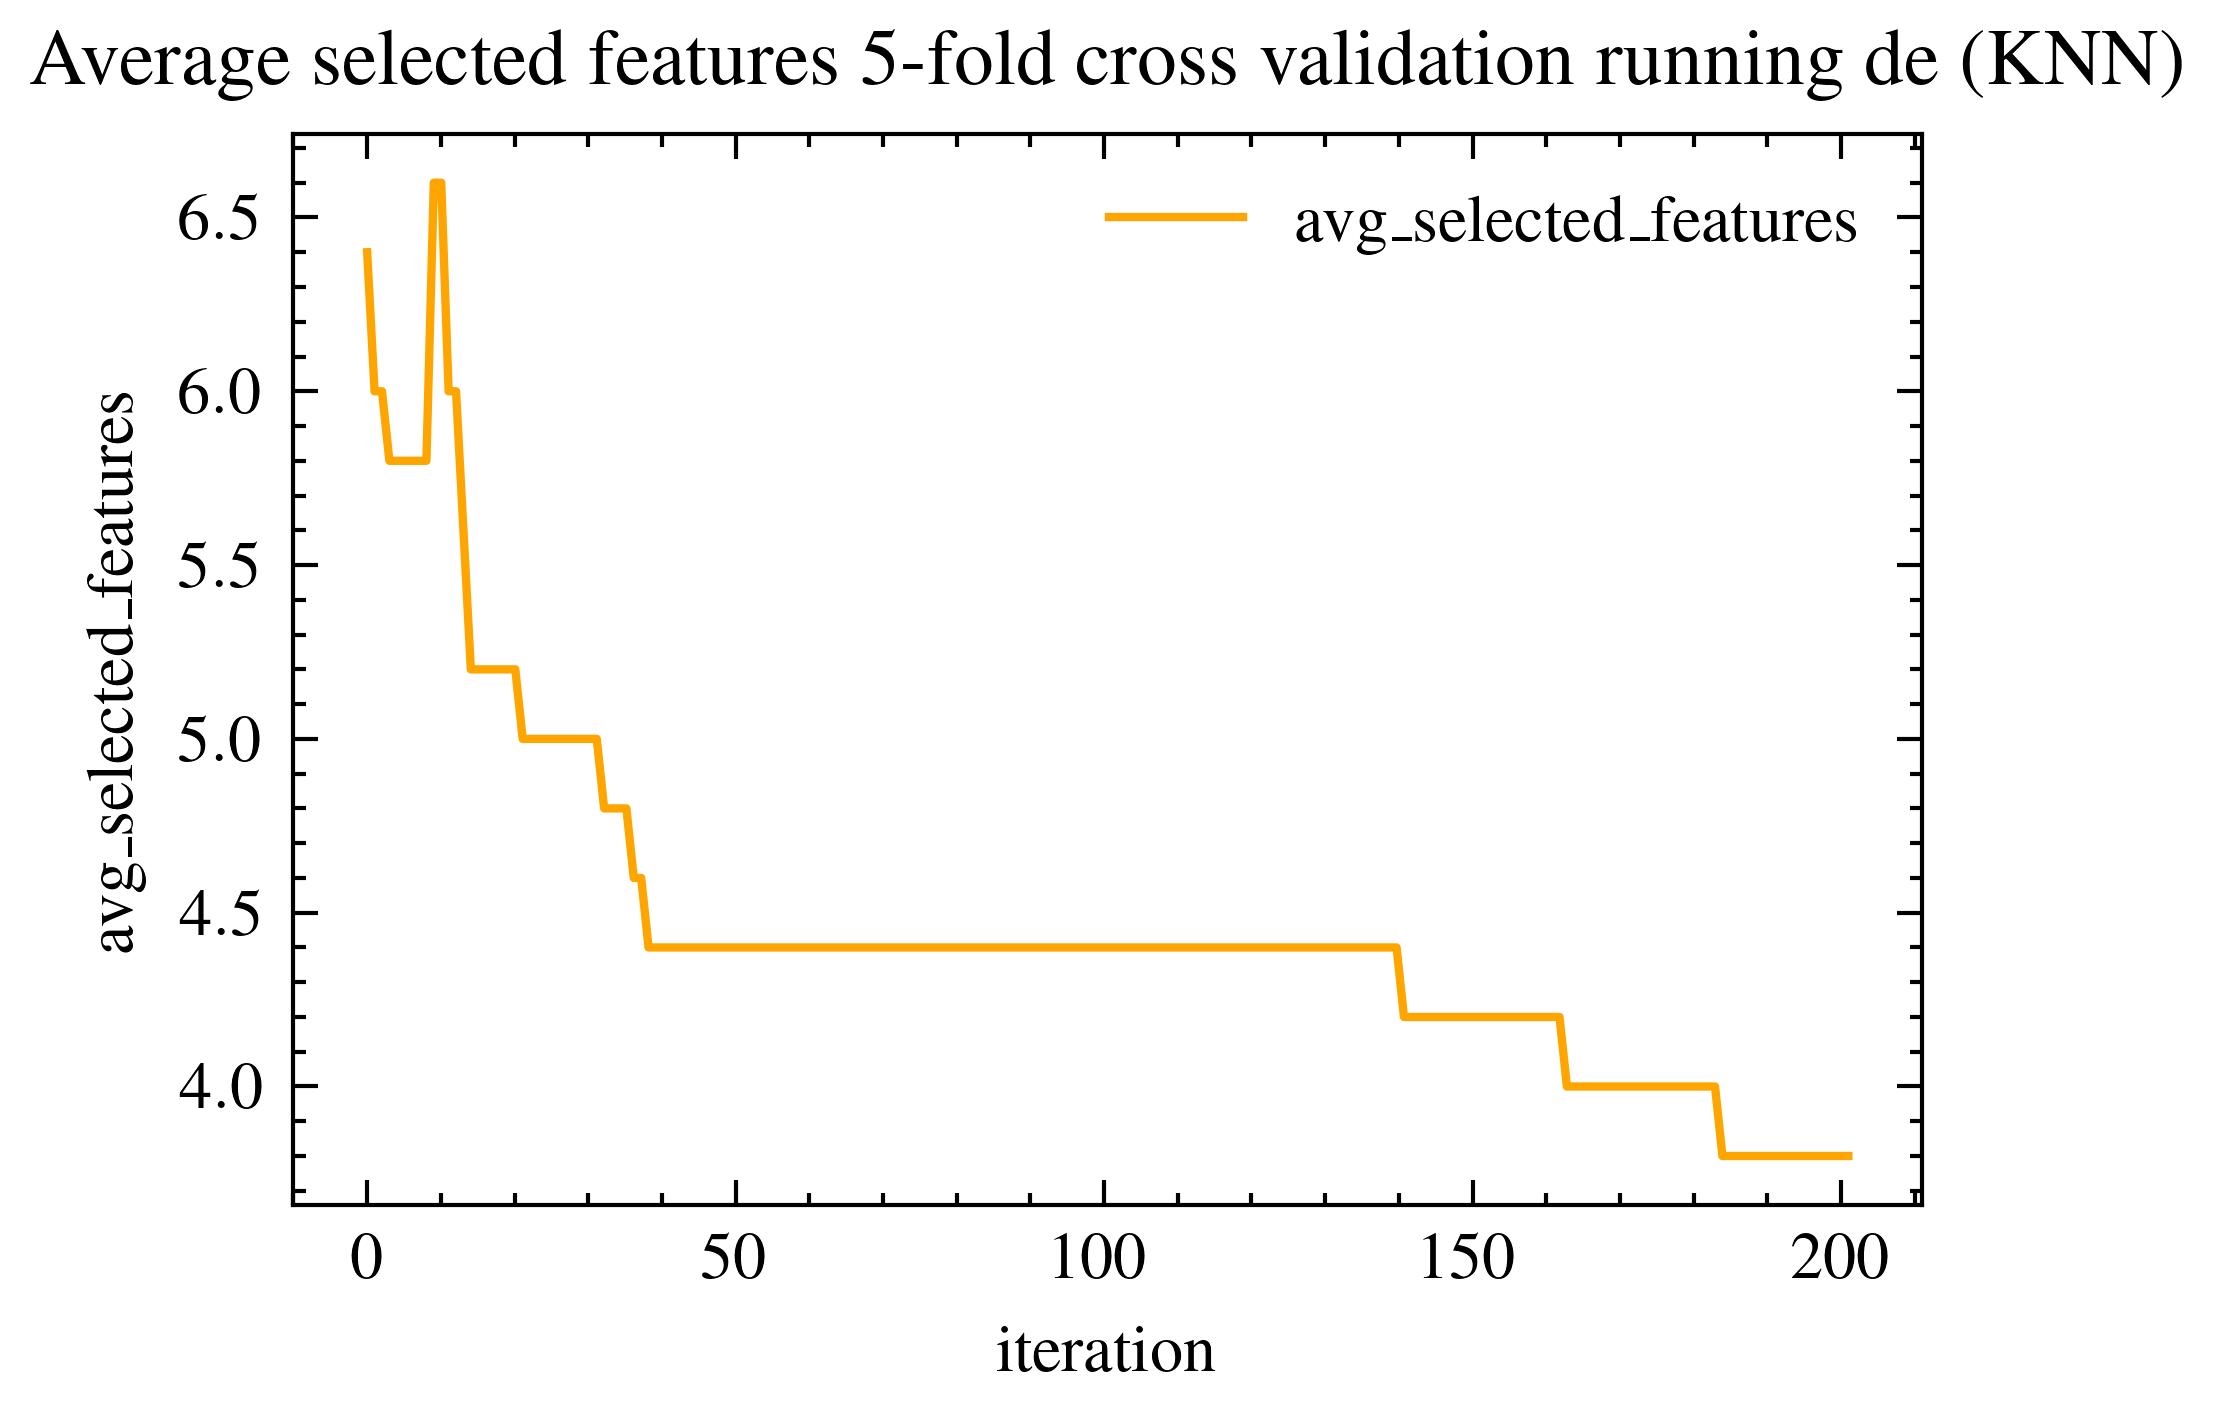 Average selected features 5-fold cross validation running de (KNN)
avg_selected_features
avg_selected_features
6.5
6.0
5.5
5.0
4.5
4.0
0 50 100 150 200
iteration